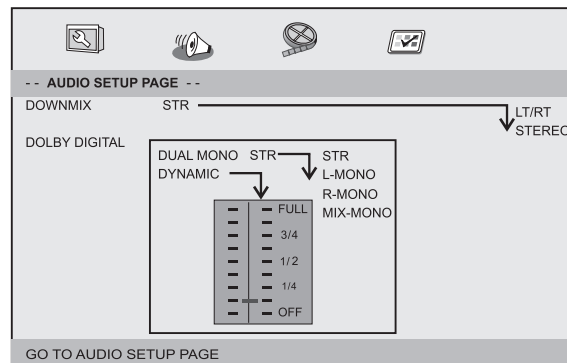 - - AUDIO SETUP PAGE - -
DOWNMIX STR LT/RT
STEREO
DOLBY DIGITAL
DUAL MONO STR STR
DYNAMIC L-MONO
R-MONO
FULL MIX-MONO
3/4
1/2
1/4
OFF
GO TO AUDIO SETUP PAGE